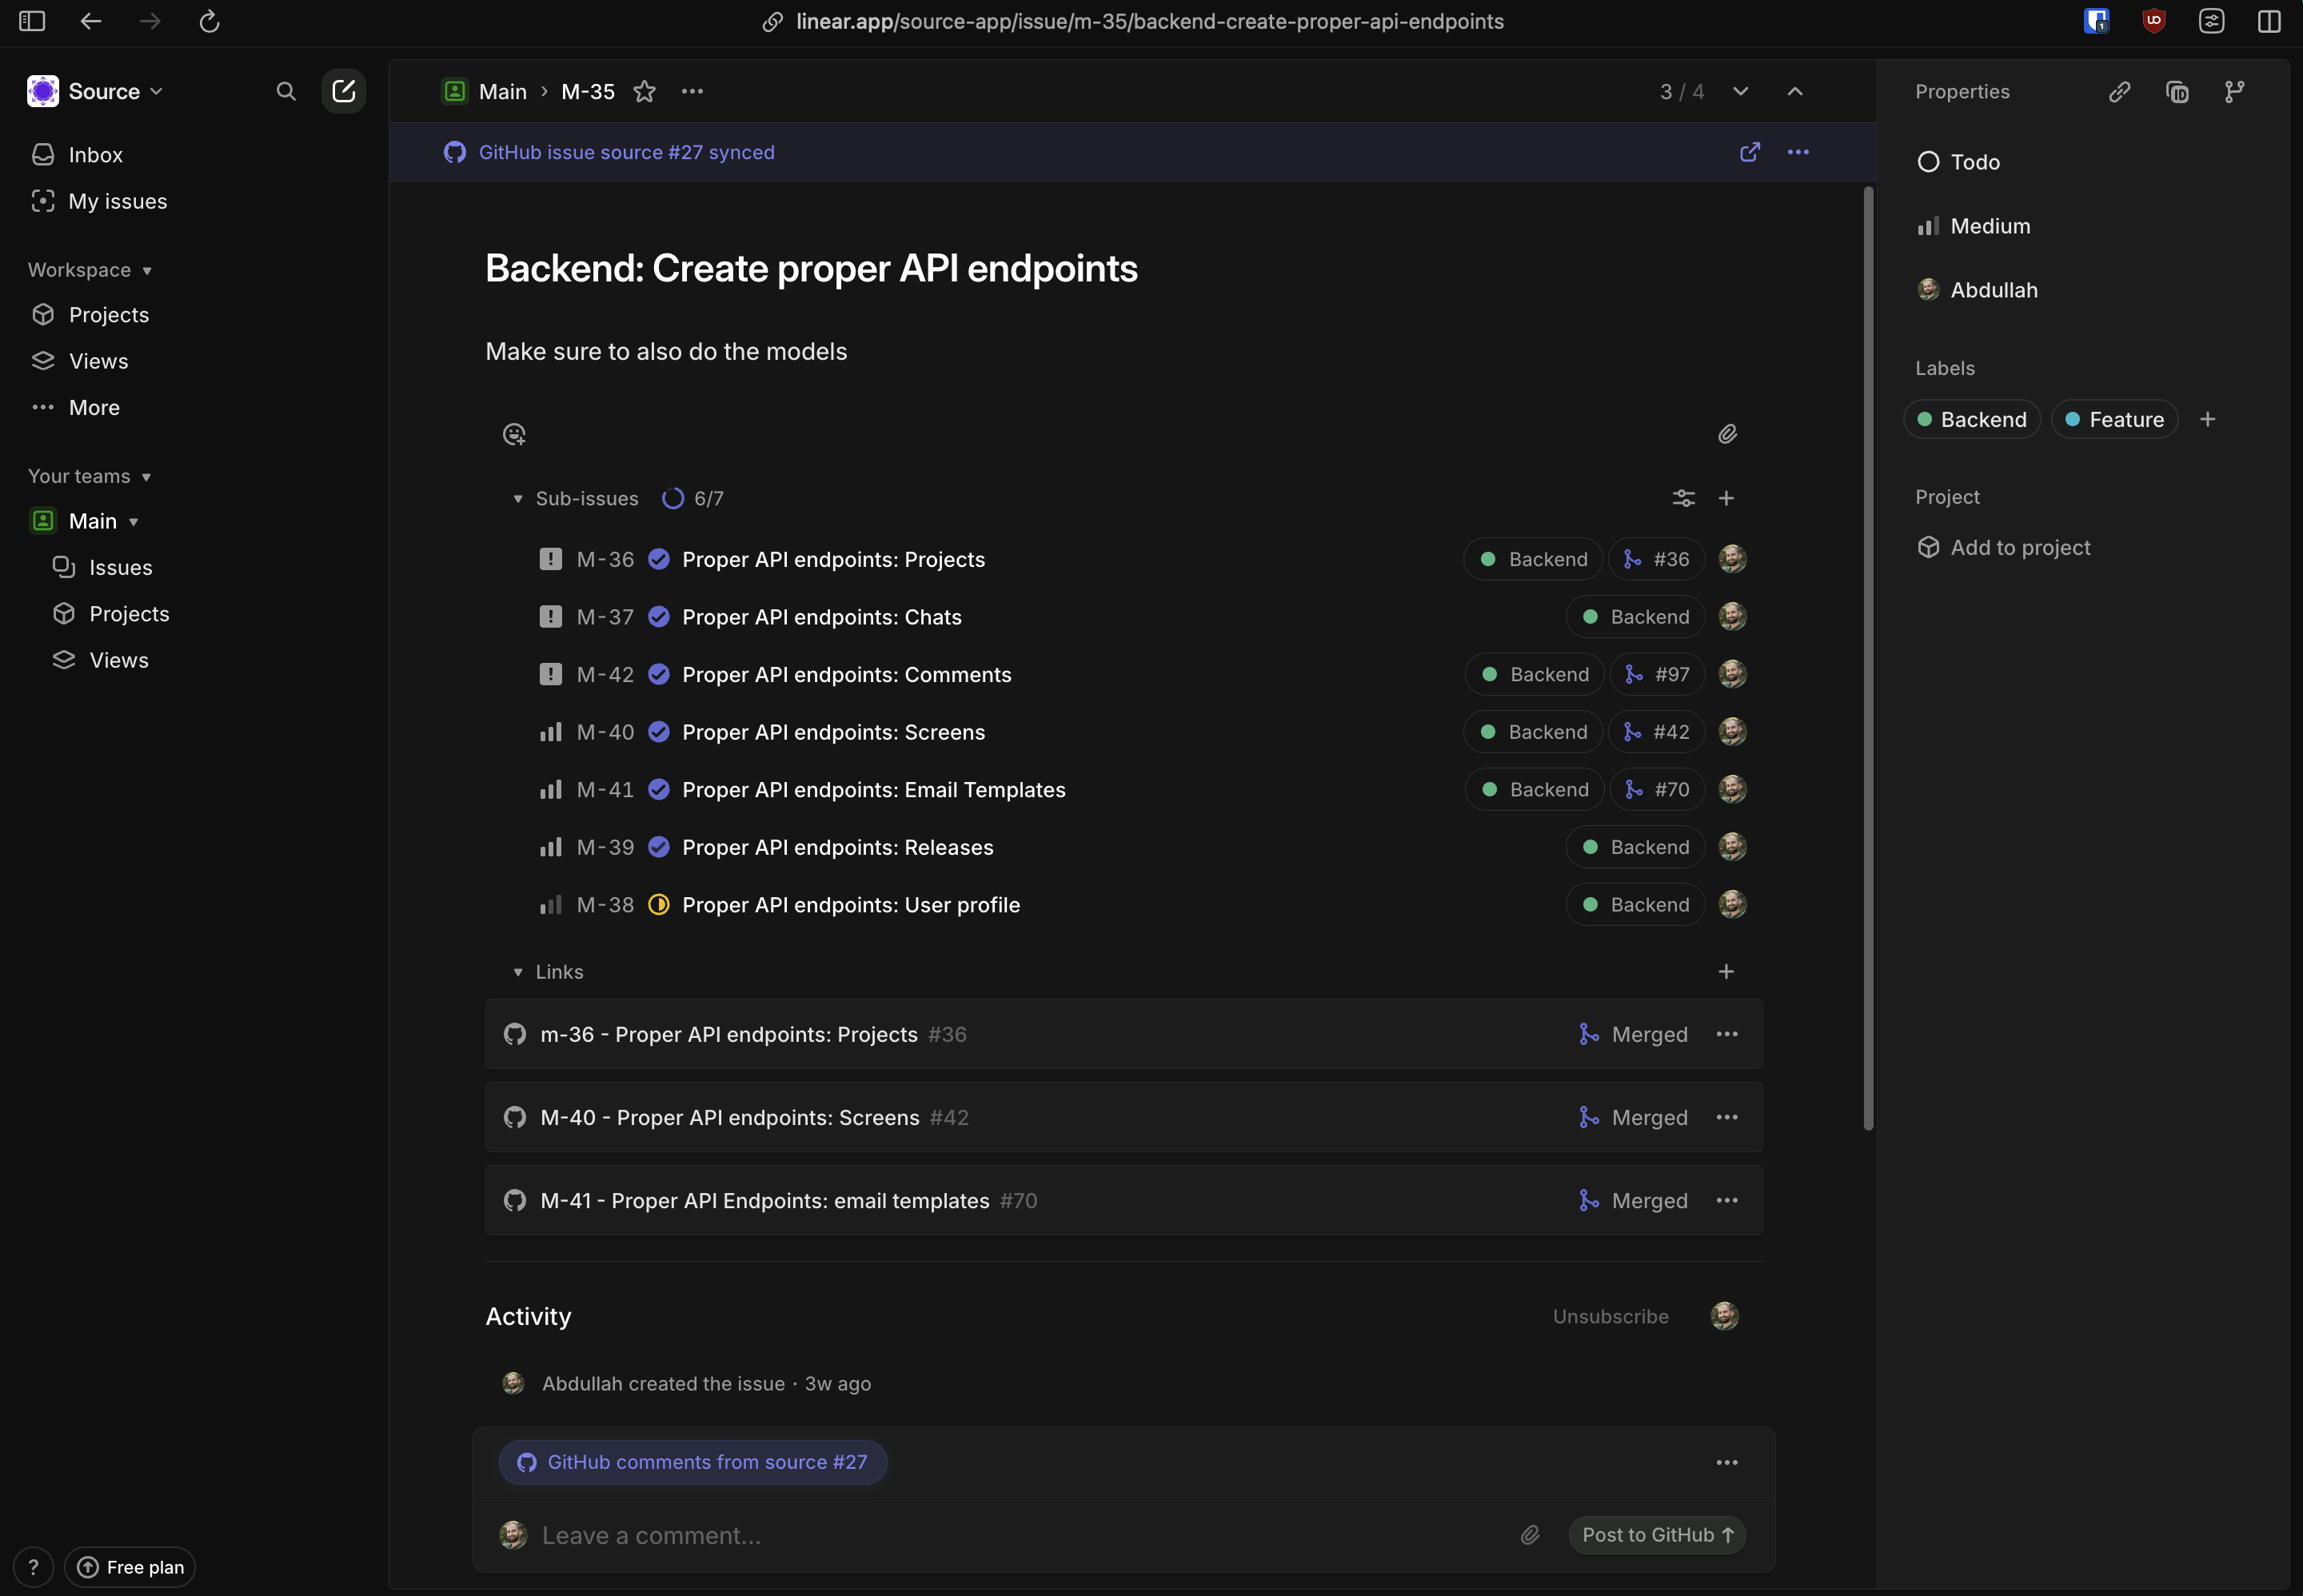 linear.app/source-app/issue/m-35/backend-create-proper-api-endpoints
1
Source
Inbox
My issues
Workspace
Projects
Views
More
Your teams
Main
Issues
Projects
Views
? Free plan
Main › M-35
3 / 4
GitHub issue source #27 synced
Backend: Create proper API endpoints
Make sure to also do the models
Sub-issues 6/7
M-36 Proper API endpoints: Projects Backend #36
M-37 Proper API endpoints: Chats Backend
M-42 Proper API endpoints: Comments Backend #97
M-40 Proper API endpoints: Screens Backend #42
M-41 Proper API endpoints: Email Templates Backend #70
M-39 Proper API endpoints: Releases Backend
M-38 Proper API endpoints: User profile Backend
Links
m-36 - Proper API endpoints: Projects #36 Merged
M-40 - Proper API endpoints: Screens #42 Merged
M-41 - Proper API Endpoints: email templates #70 Merged
Activity Unsubscribe
Abdullah created the issue · 3w ago
GitHub comments from source #27
Leave a comment... Post to GitHub ↑
Properties
Todo
Medium
Abdullah
Labels
Backend Feature
Project
Add to project